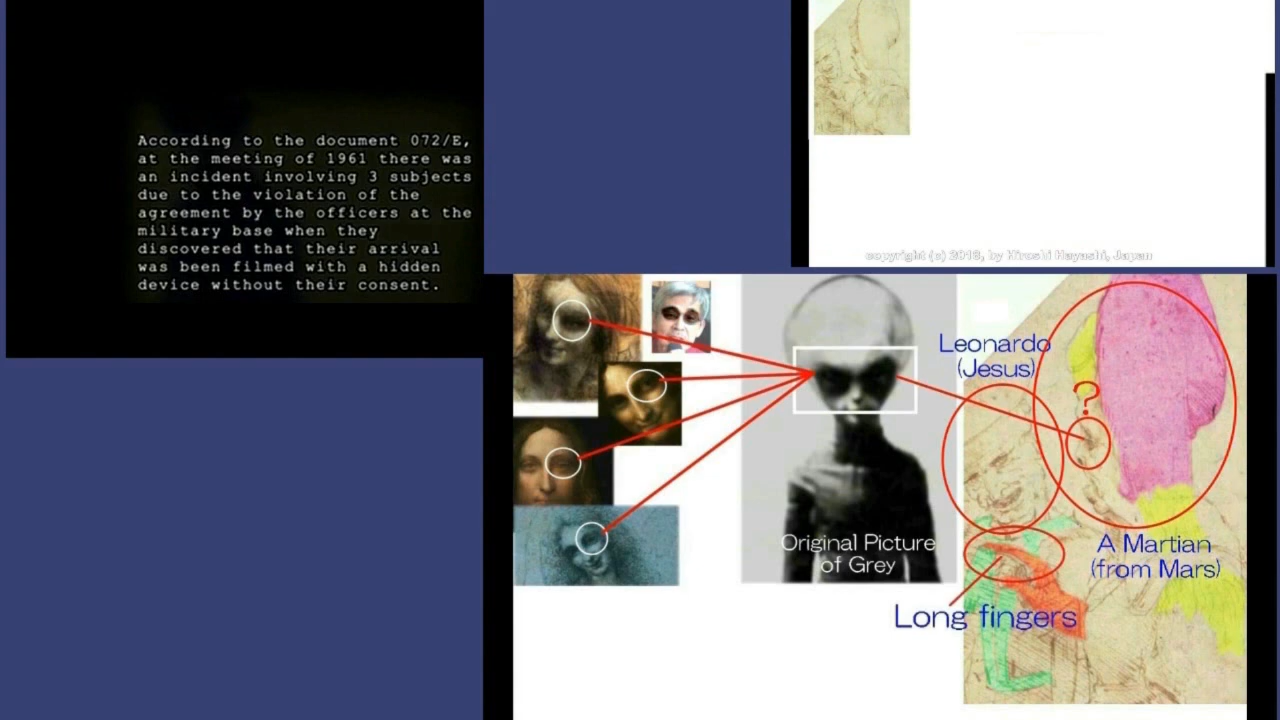 According to the document 072/E,
at the meeting of 1961 there was
an incident involving 3 subjects
due to the violation of the
agreement by the officers at the
military base when they
discovered that their arrival
was been filmed with a hidden
device without their consent.
copyright (c) 2018, by Hiroshi Hayashi, Japan
Leonardo
(Jesus)
?
Original Picture
of Grey
A Martian
(from Mars)
Long fingers